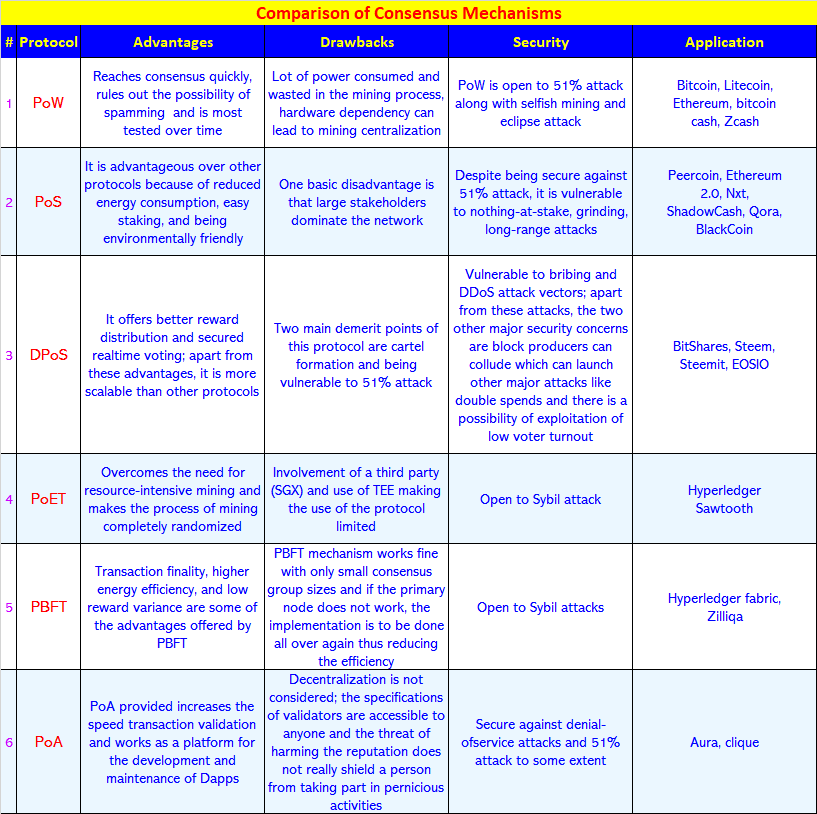 Comparison of Consensus Mechanisms
# Protocol Advantages Drawbacks Security Application
1
PoW
Reaches consensus quickly,
rules out the possibility of
spamming and is most
tested over time
Lot of power consumed and
wasted in the mining process,
hardware dependency can
lead to mining centralization
PoW is open to 51% attack
along with selfish mining and
eclipse attack
Bitcoin, Litecoin,
Ethereum, bitcoin
cash, Zcash
2
PoS
It is advantageous over other
protocols because of reduced
energy consumption, easy
staking, and being
environmentally friendly
One basic disadvantage is
that large stakeholders
dominate the network
Despite being secure against
51% attack, it is vulnerable
to nothing-at-stake, grinding,
long-range attacks
Peercoin, Ethereum
2.0, Nxt,
ShadowCash, Qora,
BlackCoin
3
DPoS
It offers better reward
distribution and secured
realtime voting; apart from
these advantages, it is more
scalable than other protocols
Two main demerit points of
this protocol are cartel
formation and being
vulnerable to 51% attack
Vulnerable to bribing and
DDoS attack vectors; apart
from these attacks, the two
other major security concerns
are block producers can
collude which can launch
other major attacks like
double spends and there is a
possibility of exploitation of
low voter turnout
BitShares, Steem,
Steemit, EOSIO
4
PoET
Overcomes the need for
resource-intensive mining and
makes the process of mining
completely randomized
Involvement of a third party
(SGX) and use of TEE making
the use of the protocol
limited
Open to Sybil attack
Hyperledger
Sawtooth
5
PBFT
Transaction finality, higher
energy efficiency, and low
reward variance are some of
the advantages offered by
PBFT
PBFT mechanism works fine
with only small consensus
group sizes and if the primary
node does not work, the
implementation is to be done
all over again thus reducing
the efficiency
Open to Sybil attacks
Hyperledger fabric,
Zilliqa
6
PoA
PoA provided increases the
speed transaction validation
and works as a platform for
the development and
maintenance of Dapps
Decentralization is not
considered; the specifications
of validators are accessible to
anyone and the threat of
harming the reputation does
not really shield a person
from taking part in pernicious
activities
Secure against denial-
ofservice attacks and 51%
attack to some extent
Aura, clique